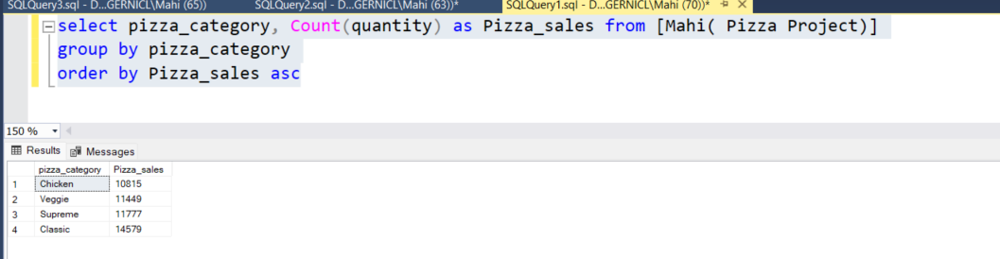 SQLQuery3.sql - D...GERNICL\Mahi (65)) SQLQuery2.sql - D...GERNICL\Mahi (63))* SQLQuery1.sql - D...GERNICL\Mahi (70))*
select pizza_category, Count(quantity) as Pizza_sales from [Mahi( Pizza Project)]
group by pizza_category
order by Pizza_sales asc
150 %
Results Messages
pizza_category Pizza_sales
1 Chicken 10815
2 Veggie 11449
3 Supreme 11777
4 Classic 14579